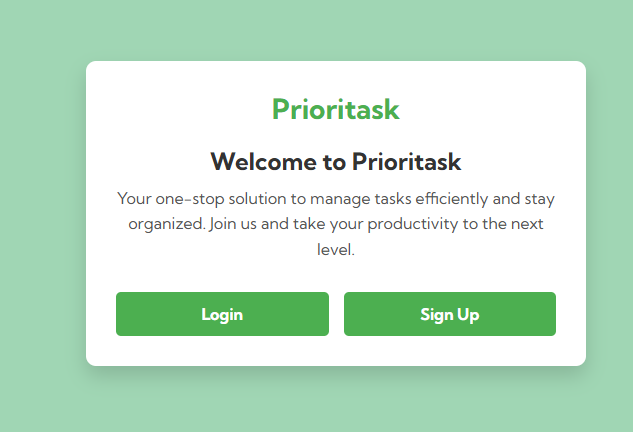 Prioritask
Welcome to Prioritask
Your one-stop solution to manage tasks efficiently and stay
organized. Join us and take your productivity to the next
level.
Login
Sign Up